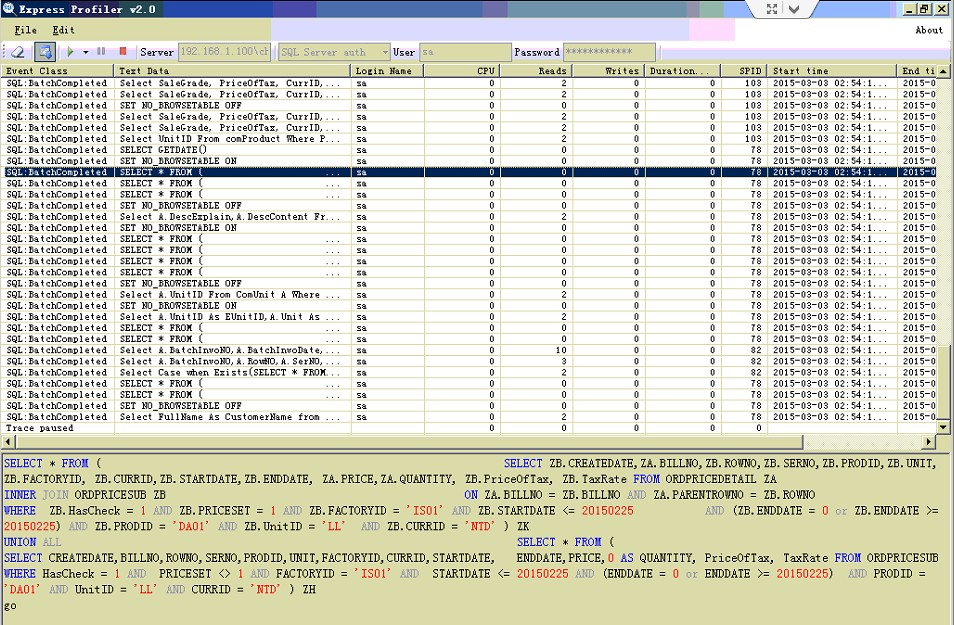 Express Profiler v2.0
File Edit About
Server 192.168.1.100\ch SQL Server auth User sa Password ************
Event Class Text Data Login Name CPU Reads Writes Duration... SPID Start time End ti
SQL:BatchCompleted Select SaleGrade, PriceOfTax, CurrID,... sa 0 2 0 0 103 2015-03-03 02:54:1... 2015-0
SQL:BatchCompleted Select SaleGrade, PriceOfTax, CurrID,... sa 0 2 0 0 103 2015-03-03 02:54:1... 2015-0
SQL:BatchCompleted SET NO_BROWSETABLE OFF sa 0 0 0 0 103 2015-03-03 02:54:1... 2015-0
SQL:BatchCompleted Select SaleGrade, PriceOfTax, CurrID,... sa 0 2 0 0 103 2015-03-03 02:54:1... 2015-0
SQL:BatchCompleted Select SaleGrade, PriceOfTax, CurrID,... sa 0 2 0 0 103 2015-03-03 02:54:1... 2015-0
SQL:BatchCompleted Select UnitID From comProduct Where P... sa 0 2 0 0 103 2015-03-03 02:54:1... 2015-0
SQL:BatchCompleted SELECT GETDATE() sa 0 0 0 0 78 2015-03-03 02:54:1... 2015-0
SQL:BatchCompleted SET NO_BROWSETABLE ON sa 0 0 0 0 78 2015-03-03 02:54:1... 2015-0
SQL:BatchCompleted SELECT * FROM ( ... sa 0 0 0 0 78 2015-03-03 02:54:1... 2015-0
SQL:BatchCompleted SELECT * FROM ( ... sa 0 0 0 0 78 2015-03-03 02:54:1... 2015-0
SQL:BatchCompleted SELECT * FROM ( ... sa 0 0 0 0 78 2015-03-03 02:54:1... 2015-0
SQL:BatchCompleted SET NO_BROWSETABLE OFF sa 0 0 0 0 78 2015-03-03 02:54:1... 2015-0
SQL:BatchCompleted Select A.DescExplain,A.DescContent Fr... sa 0 2 0 0 78 2015-03-03 02:54:1... 2015-0
SQL:BatchCompleted SET NO_BROWSETABLE ON sa 0 0 0 0 78 2015-03-03 02:54:1... 2015-0
SQL:BatchCompleted SELECT * FROM ( ... sa 0 0 0 0 78 2015-03-03 02:54:1... 2015-0
SQL:BatchCompleted SELECT * FROM ( ... sa 0 0 0 0 78 2015-03-03 02:54:1... 2015-0
SQL:BatchCompleted SELECT * FROM ( ... sa 0 0 0 0 78 2015-03-03 02:54:1... 2015-0
SQL:BatchCompleted SELECT * FROM ( ... sa 0 0 0 0 78 2015-03-03 02:54:1... 2015-0
SQL:BatchCompleted SET NO_BROWSETABLE OFF sa 0 0 0 0 78 2015-03-03 02:54:1... 2015-0
SQL:BatchCompleted Select A.UnitID From ComUnit A Where ... sa 0 2 0 0 78 2015-03-03 02:54:1... 2015-0
SQL:BatchCompleted SET NO_BROWSETABLE ON sa 0 0 0 0 78 2015-03-03 02:54:1... 2015-0
SQL:BatchCompleted Select A.UnitID As EUnitID,A.Unit As ... sa 0 2 0 0 78 2015-03-03 02:54:1... 2015-0
SQL:BatchCompleted SELECT * FROM ( ... sa 0 0 0 0 78 2015-03-03 02:54:1... 2015-0
SQL:BatchCompleted SELECT * FROM ( ... sa 0 0 0 0 78 2015-03-03 02:54:1... 2015-0
SQL:BatchCompleted Select A.BatchInvoNO,A.BatchInvoDate,... sa 0 10 0 0 82 2015-03-03 02:54:1... 2015-0
SQL:BatchCompleted Select A.BatchInvoNO,A.RowNO,A.SerNO,... sa 0 3 0 0 82 2015-03-03 02:54:1... 2015-0
SQL:BatchCompleted Select Case when Exists(SELECT * FROM... sa 0 2 0 0 82 2015-03-03 02:54:1... 2015-0
SQL:BatchCompleted SELECT * FROM ( ... sa 0 0 0 0 78 2015-03-03 02:54:1... 2015-0
SQL:BatchCompleted SELECT * FROM ( ... sa 0 0 0 0 78 2015-03-03 02:54:1... 2015-0
SQL:BatchCompleted SET NO_BROWSETABLE OFF sa 0 0 0 0 78 2015-03-03 02:54:1... 2015-0
SQL:BatchCompleted Select FullName As CustomerName from ... sa 0 2 0 0 78 2015-03-03 02:54:1... 2015-0
Trace paused 0 0 0 0 0
SELECT * FROM ( SELECT ZB.CREATEDATE,ZA.BILLNO,ZB.ROWNO,ZB.SERNO,ZB.PRODID,ZB.UNIT,
ZB.FACTORYID, ZB.CURRID,ZB.STARTDATE,ZB.ENDDATE, ZA.PRICE,ZA.QUANTITY, ZB.PriceOfTax, ZB.TaxRate FROM ORDPRICEDETAIL ZA
INNER JOIN ORDPRICESUB ZB ON ZA.BILLNO = ZB.BILLNO AND ZA.PARENTROWNO = ZB.ROWNO
WHERE ZB.HasCheck = 1 AND ZB.PRICESET = 1 AND ZB.FACTORYID = 'IS01' AND ZB.STARTDATE <= 20150225 AND (ZB.ENDDATE = 0 or ZB.ENDDATE >=
20150225) AND ZB.PRODID = 'DA01' AND ZB.UnitID = 'LL' AND ZB.CURRID = 'NTD' ) ZK
UNION ALL SELECT * FROM (
SELECT CREATEDATE,BILLNO,ROWNO,SERNO,PRODID,UNIT,FACTORYID,CURRID,STARTDATE, ENDDATE,PRICE,0 AS QUANTITY, PriceOfTax, TaxRate FROM ORDPRICESUB
WHERE HasCheck = 1 AND PRICESET <> 1 AND FACTORYID = 'IS01' AND STARTDATE <= 20150225 AND (ENDDATE = 0 or ENDDATE >= 20150225) AND PRODID =
'DA01' AND UnitID = 'LL' AND CURRID = 'NTD' ) ZH
go